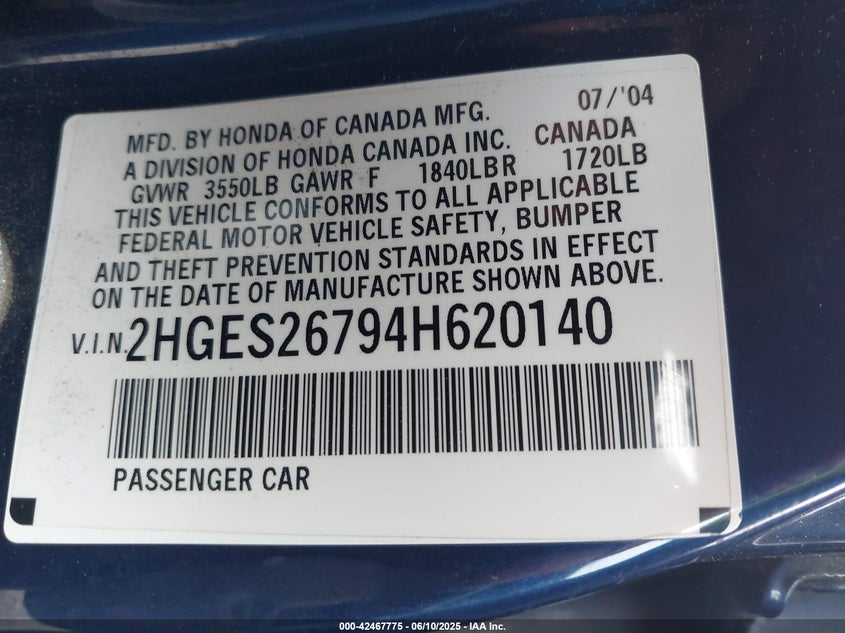 07/'04
MFD. BY HONDA OF CANADA MFG.
A DIVISION OF HONDA CANADA INC. CANADA
GVWR 3550LB GAWR F 1840LB R 1720LB
THIS VEHICLE CONFORMS TO ALL APPLICABLE
FEDERAL MOTOR VEHICLE SAFETY, BUMPER
AND THEFT PREVENTION STANDARDS IN EFFECT
ON THE DATE OF MANUFACTURE SHOWN ABOVE.
V.I.N. 2HGES26794H620140
PASSENGER CAR
000-42467775 - 06/10/2025 - IAA Inc.